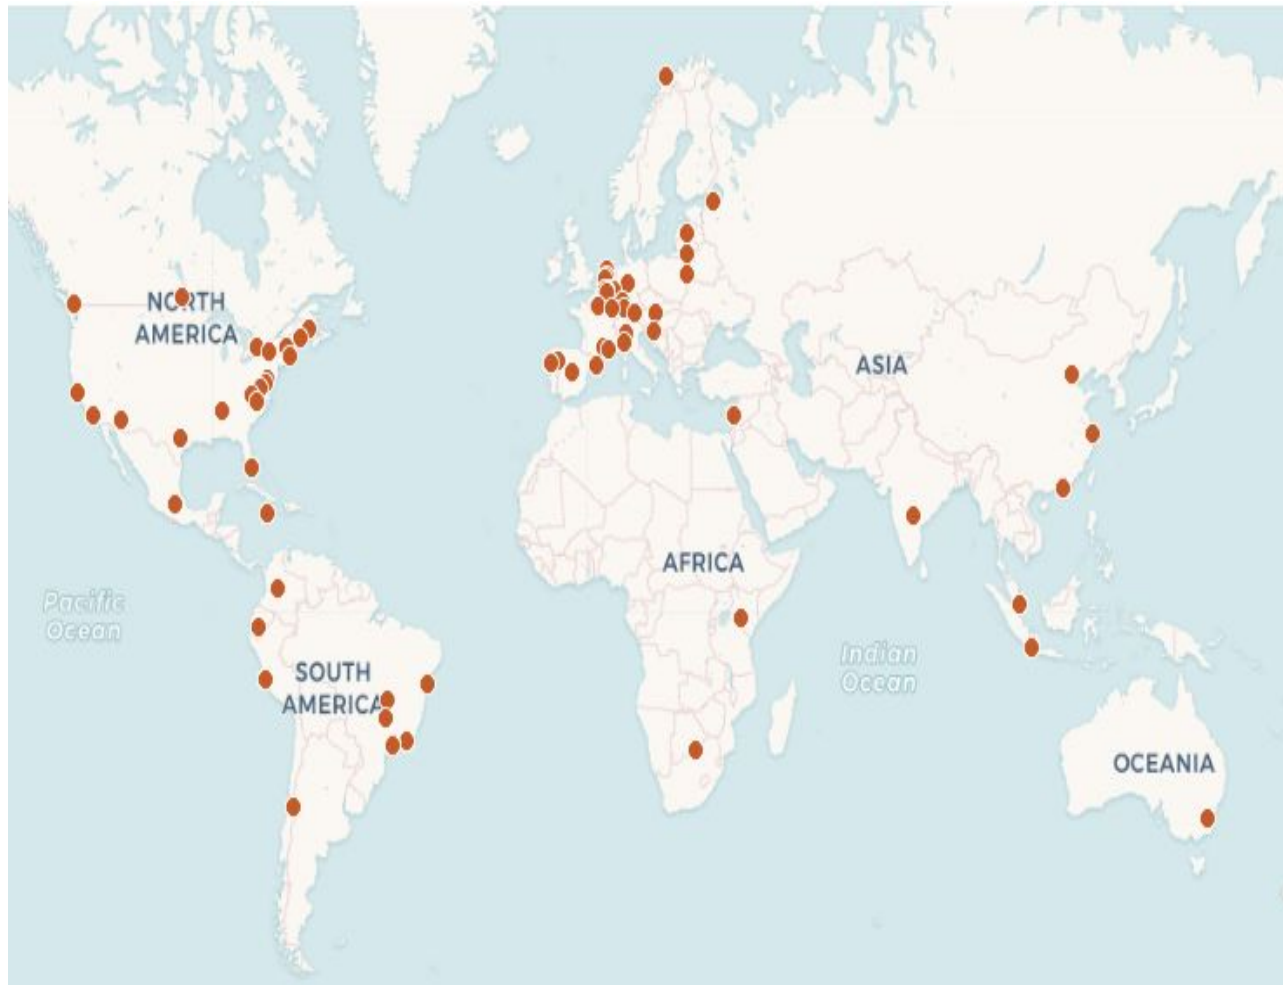 NORTH
AMERICA
ASIA
AFRICA
Pacific
Ocean
Indian
Ocean
SOUTH
AMERICA
OCEANIA